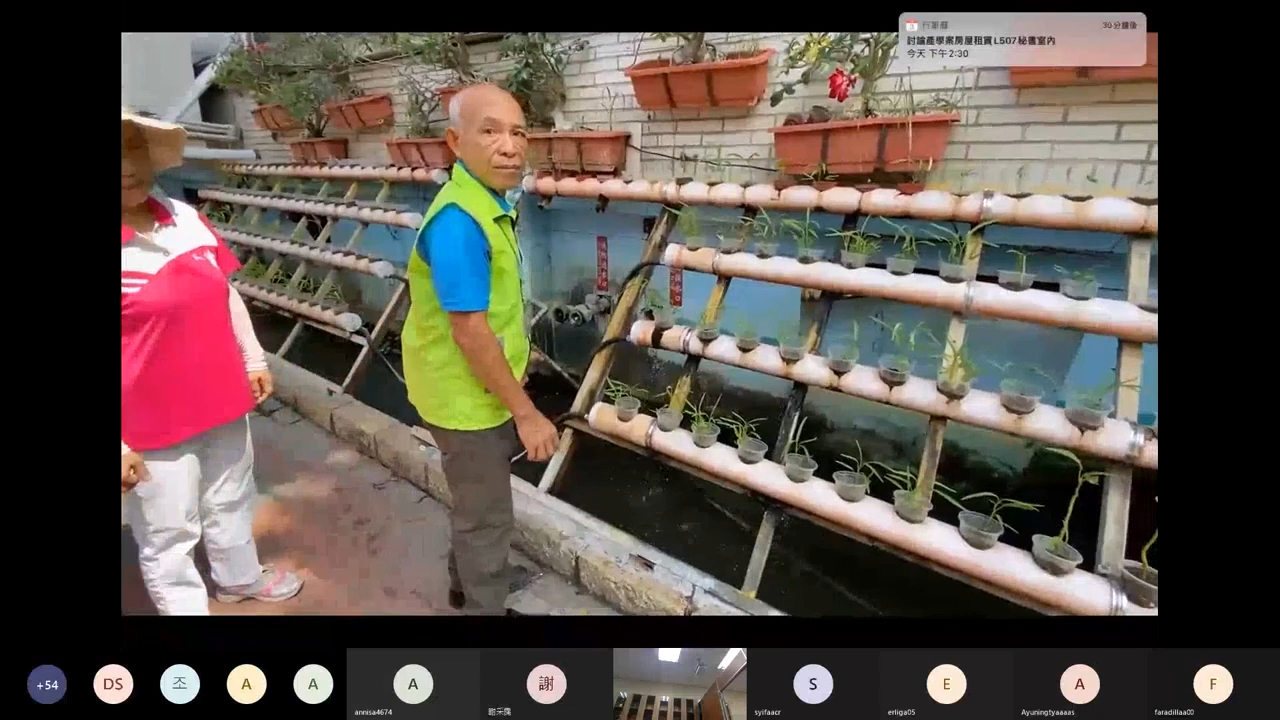 行事曆
30 分鐘後
討論產學案房屋租賃 L507 秘書室內
今天 下午2:30
+54
DS
조
A
A
A
謝
S
E
A
F
annisa4674
syifaacr
erliga05
Ayuningtyaaaas
faradillaa00